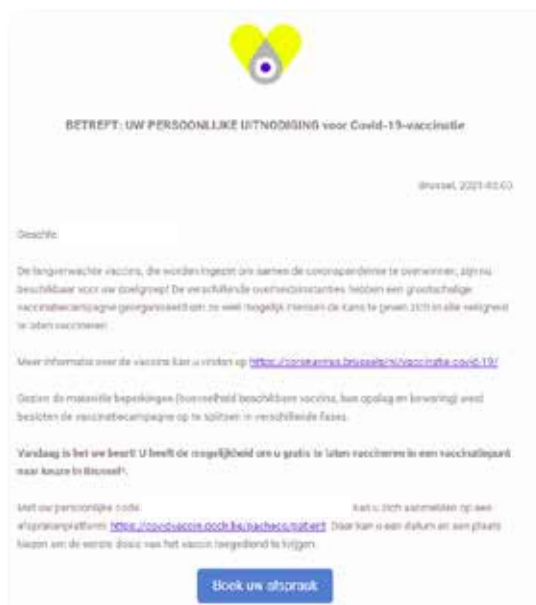 BETREFT: UW PERSOONLIJKE UITNODIGING voor Covid-19-vaccinatie
Brussel, 2021-
Geachte
De langverwachte vaccins, die worden ingezet om samen de coronapandemie te overwinnen, zijn nu
beschikbaar voor uw doelgroep! De verschillende overheidsinstanties hebben een grootschalige
vaccinatiecampagne georganiseerd om zo veel mogelijk mensen de kans te geven zich in alle veiligheid
te laten vaccineren.
Meer informatie over de vaccins kan u vinden op https://coronavirus.brussels/nl/vaccinatie-covid-19/
Gezien de materiële beperkingen (hoeveelheid beschikbare vaccins, hun opslag en bewaring) werd
besloten de vaccinatiecampagne op te splitsen in verschillende fases.
Vandaag is het uw beurt! U heeft de mogelijkheid om u gratis te laten vaccineren in een vaccinatiepunt
naar keuze in Brussel*.
Met uw persoonlijke code kan u zich aanmelden op een
afsprakenplatform: https://covidvaccin.doch.be/pacheco/patient. Daar kan u een datum en een plaats
kiezen om de eerste dosis van het vaccin toegediend te krijgen.
Boek uw afspraak